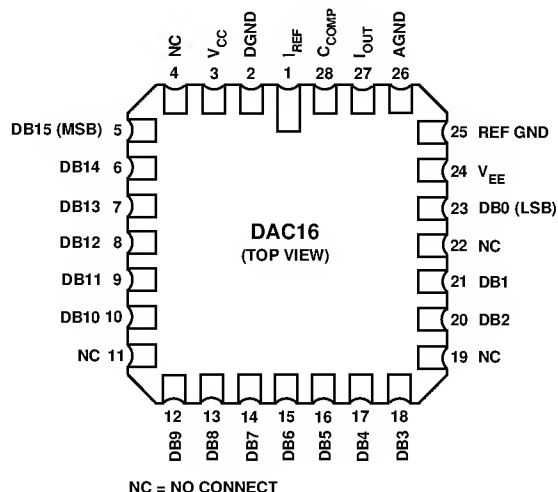 NC VCC DGND IREF CCOMP IOUT AGND
4 3 2 1 28 27 26
DB15 (MSB) 5
DB14 6
DB13 7
DB12 8
DB11 9
DB10 10
NC 11
25 REF GND
24 VEE
23 DB0 (LSB)
22 NC
21 DB1
20 DB2
19 NC
DAC16
(TOP VIEW)
12 13 14 15 16 17 18
DB9 DB8 DB7 DB6 DB5 DB4 DB3
NC = NO CONNECT